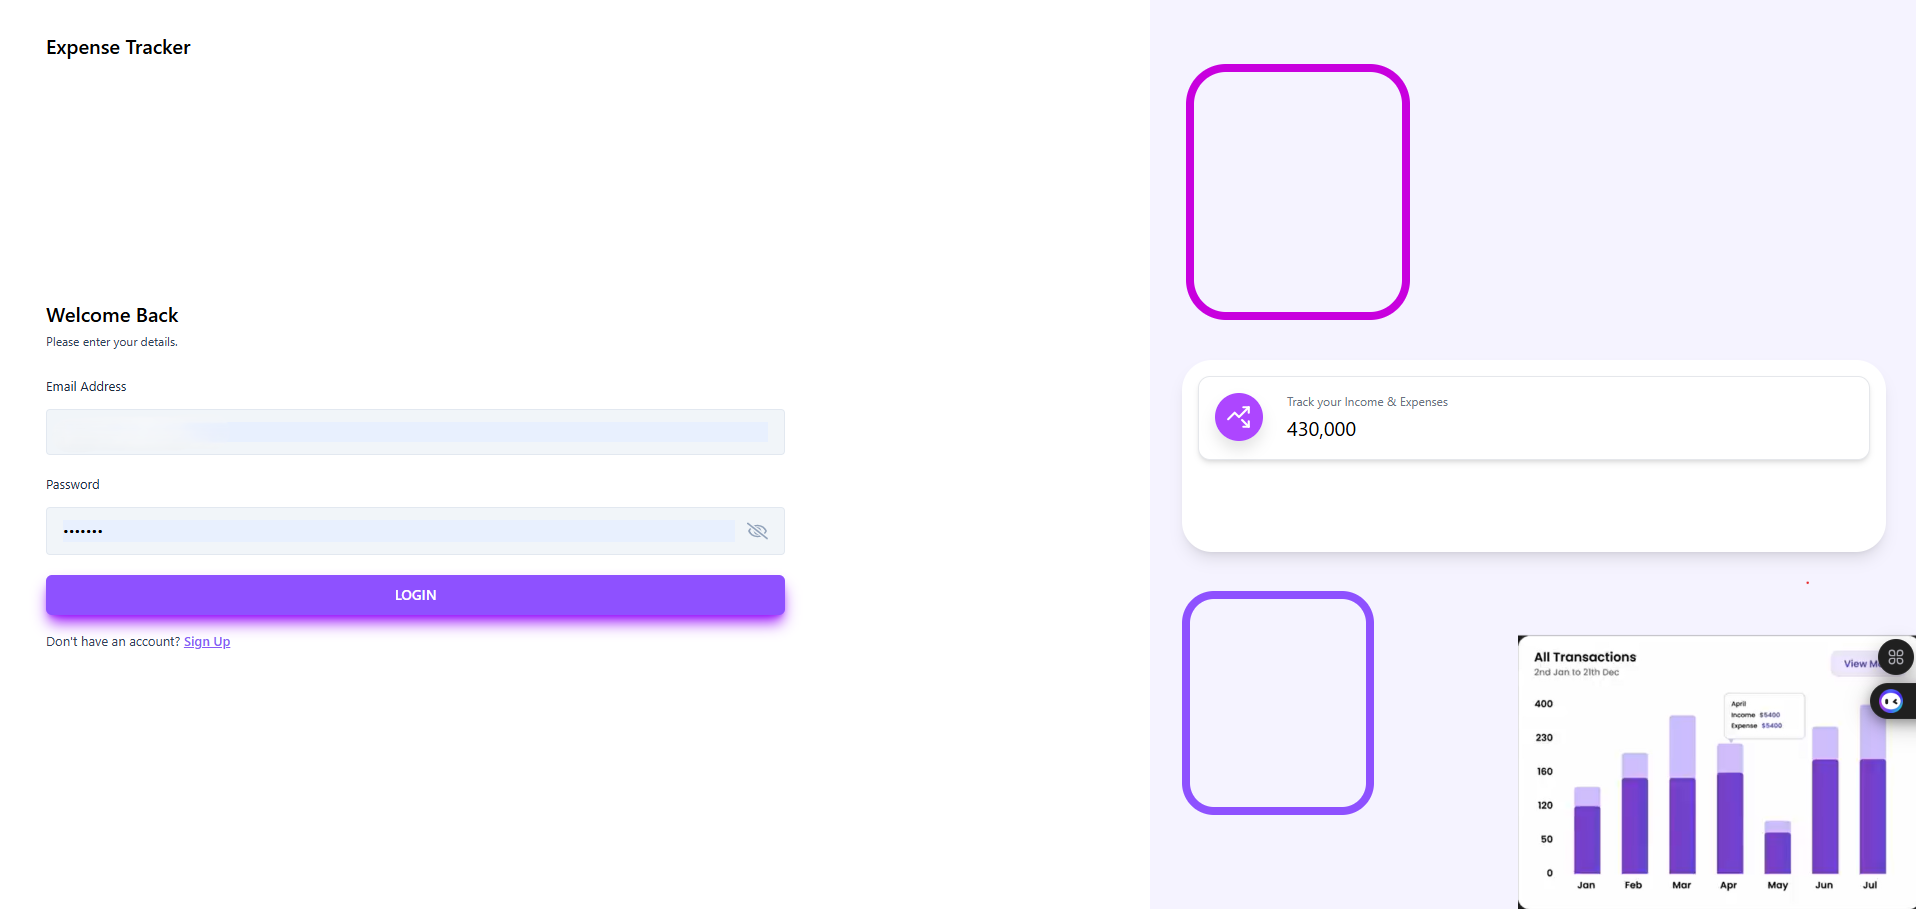 Expense Tracker
Welcome Back
Please enter your details.
Email Address
Password
•••••••
LOGIN
Don't have an account? Sign Up
Track your Income & Expenses
430,000
All Transactions
2nd Jan to 21th Dec
View
400
230
160
120
50
0
April
Income $5400
Expense $5400
Jan Feb Mar Apr May Jun Jul